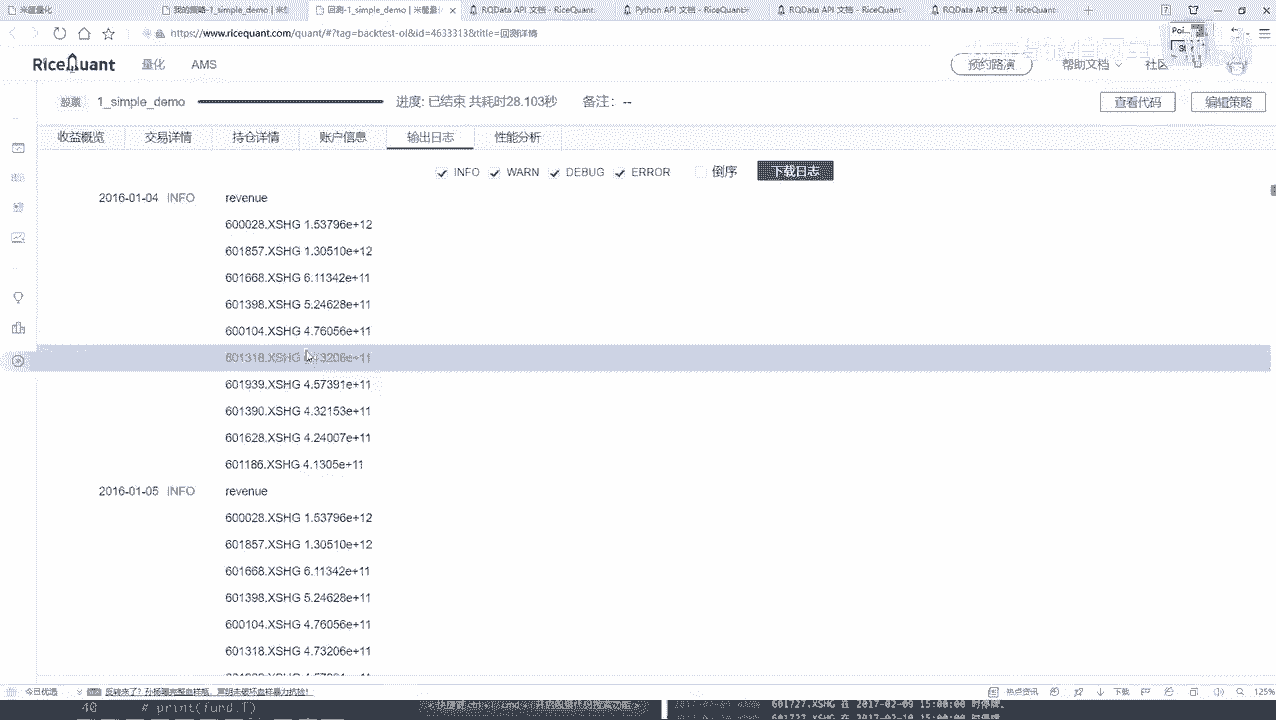 米筐量化
我的策略-1_simple_demo | 米筐
回测-1_simple_demo | 米筐量化
RQData API 文档 - RiceQuant
Python API 文档 - RiceQuant
RQData API 文档 - RiceQuant
RQData API 文档 - RiceQuant
https://www.ricequant.com/quant/#?tag=backtest-ol&id=4633313&title=回测详情
RiceQuant 量化 AMS 预约路演 帮助文档 社区
股票 1_simple_demo 进度: 已结束 共耗时28.103秒 备注: -- 查看代码 编辑策略
收益概览 交易详情 持仓详情 账户信息 输出日志 性能分析
INFO WARN DEBUG ERROR 倒序 下载日志
2016-01-04 INFO revenue
600028.XSHG 1.53796e+12
601857.XSHG 1.30510e+12
601668.XSHG 6.11342e+11
601398.XSHG 5.24628e+11
600104.XSHG 4.76056e+11
601318.XSHG 4.73206e+11
601939.XSHG 4.57391e+11
601390.XSHG 4.32153e+11
601628.XSHG 4.24007e+11
601186.XSHG 4.1305e+11
2016-01-05 INFO revenue
600028.XSHG 1.53796e+12
601857.XSHG 1.30510e+12
601668.XSHG 6.11342e+11
601398.XSHG 5.24628e+11
600104.XSHG 4.76056e+11
601318.XSHG 4.73206e+11
今日优选 热点资讯 下载 125%
40 # print(fund.T)
601727.XSHG 在 2017-02-09 15:00:00 时停牌.